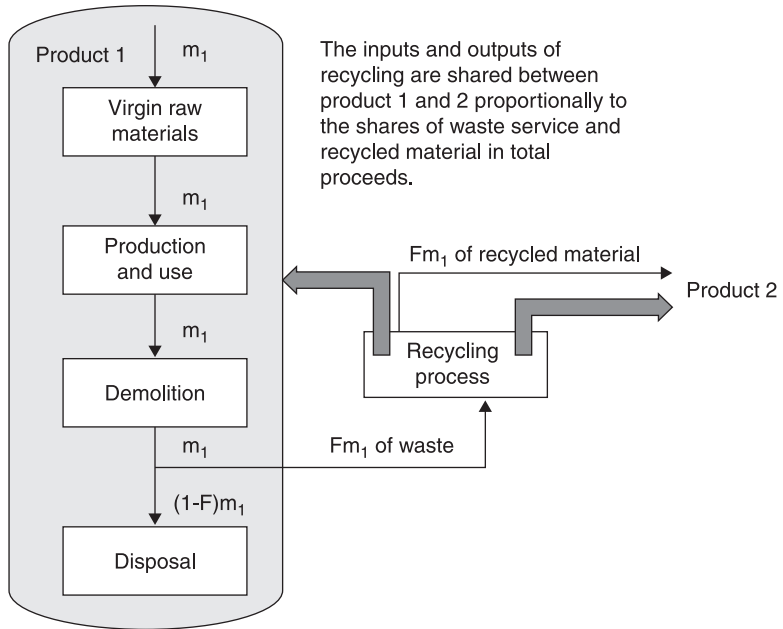 Product 1
m₁
Virgin raw
materials
m₁
Production
and use
m₁
Demolition
m₁
(1-F)m₁
Disposal
The inputs and outputs of
recycling are shared between
product 1 and 2 proportionally to
the shares of waste service and
recycled material in total
proceeds.
Fm₁ of recycled material
Product 2
Recycling
process
Fm₁ of waste